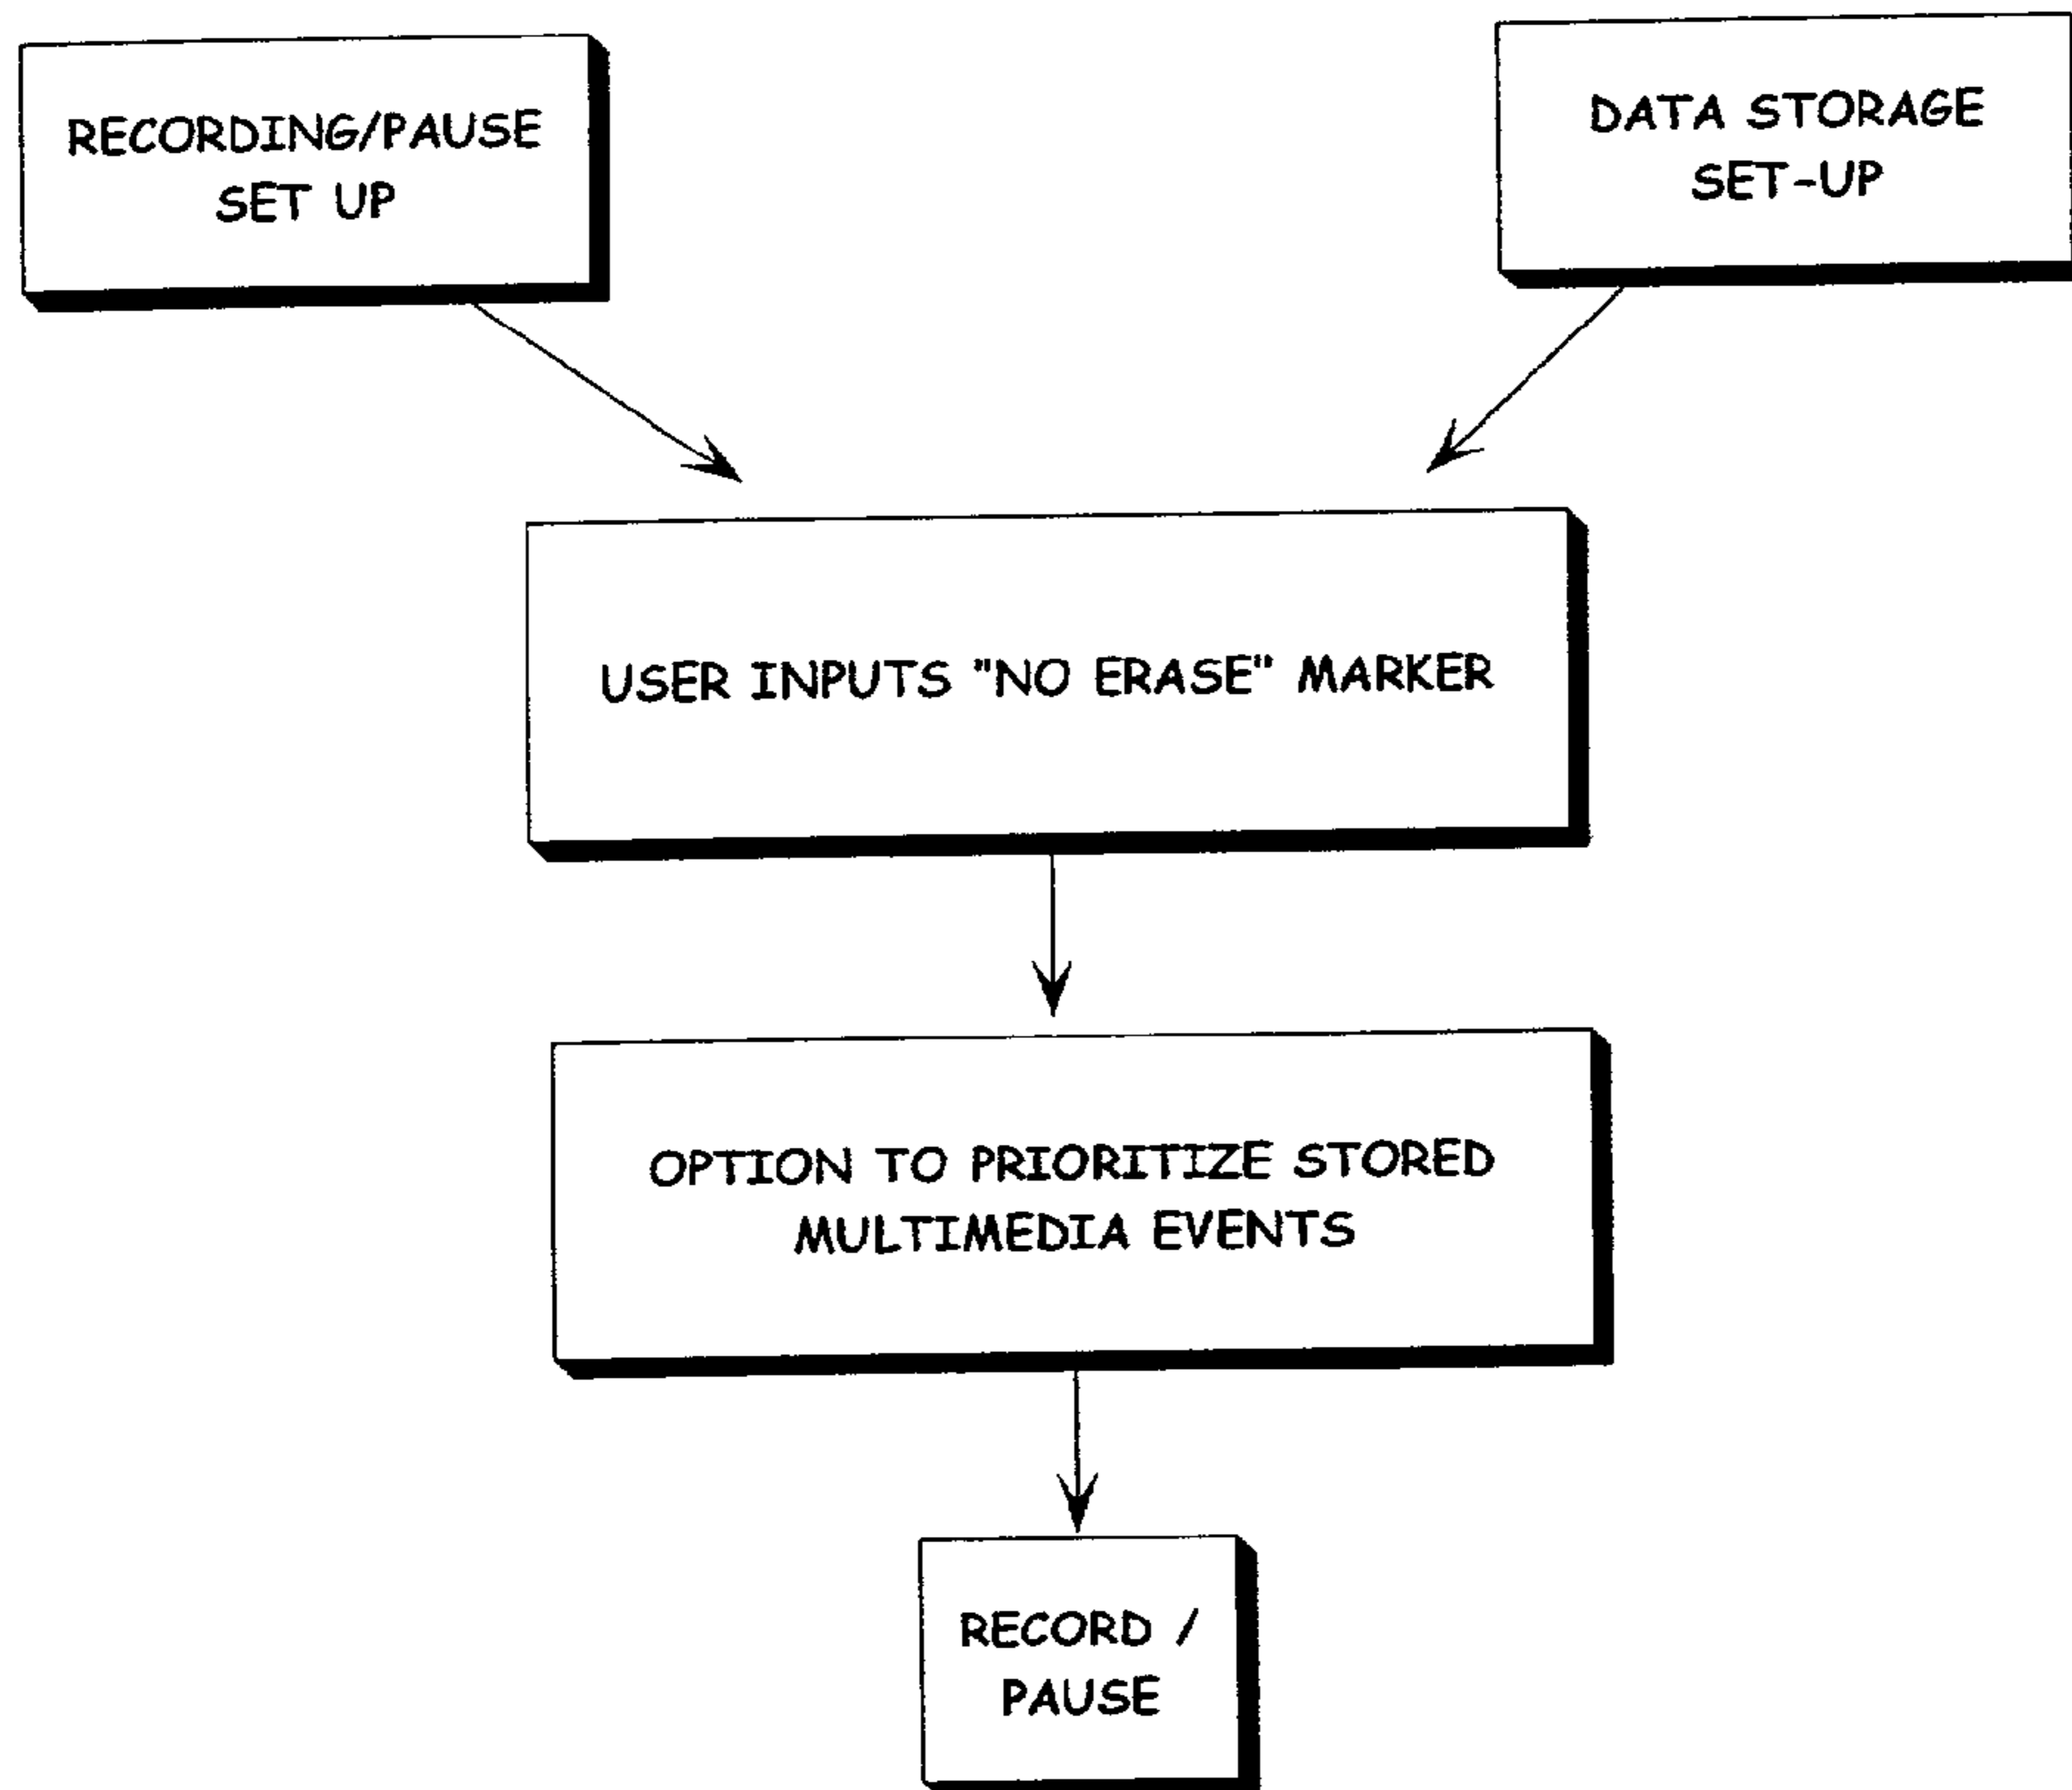 RECORDING/PAUSE
SET UP
DATA STORAGE
SET-UP
USER INPUTS "NO ERASE" MARKER
OPTION TO PRIORITIZE STORED
MULTIMEDIA EVENTS
RECORD /
PAUSE